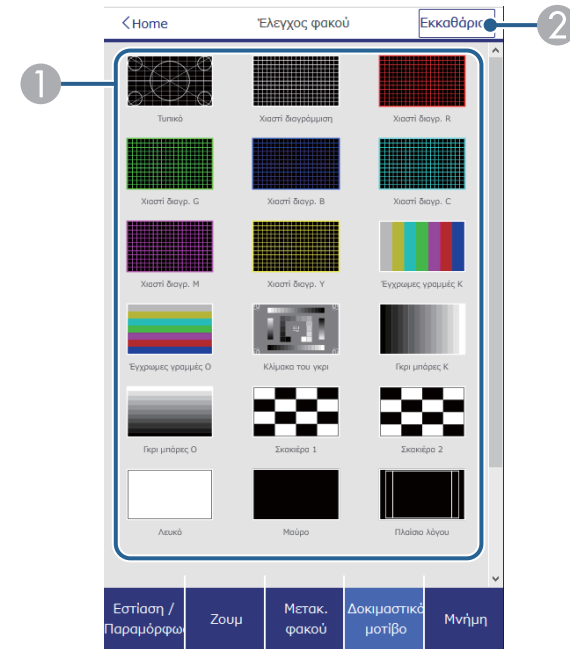 Home
Έλεγχος φακού
Εκκαθάρισ
2
1
Τυπικό
Χιαστί διαγράμμιση
Χιαστί διαγρ. R
Χιαστί διαγρ. G
Χιαστί διαγρ. B
Χιαστί διαγρ. C
Χιαστί διαγρ. M
Χιαστί διαγρ. Y
Έγχρωμες γραμμές Κ
Έγχρωμες γραμμές Ο
Κλίμακα του γκρι
Γκρι μπάρες Κ
Γκρι μπάρες Ο
Σκακιέρα 1
Σκακιέρα 2
Λευκό
Μαύρο
Πλαίσιο λόγου
Εστίαση /
Παραμόρφω
Ζουμ
Μετακ.
φακού
Δοκιμαστικό
μοτίβο
Μνήμη